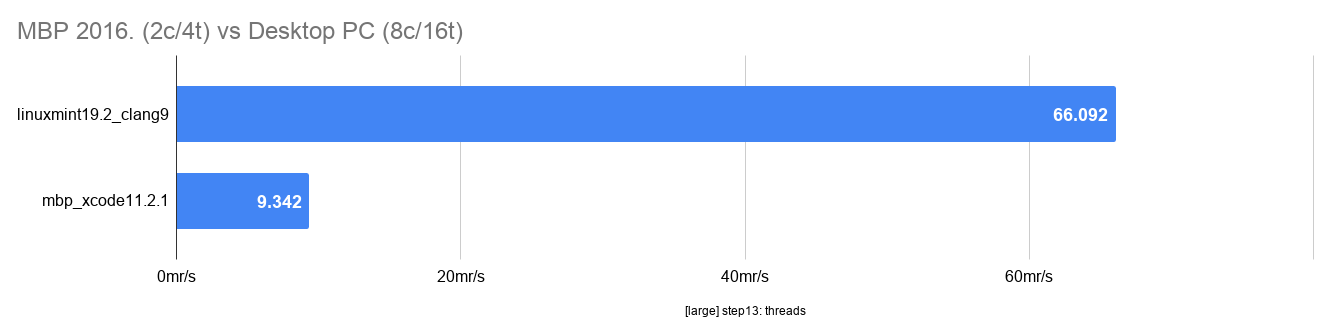 MBP 2016. (2c/4t) vs Desktop PC (8c/16t)
linuxmint19.2_clang9
66.092
mbp_xcode11.2.1
9.342
0mr/s 20mr/s 40mr/s 60mr/s
[large] step13: threads